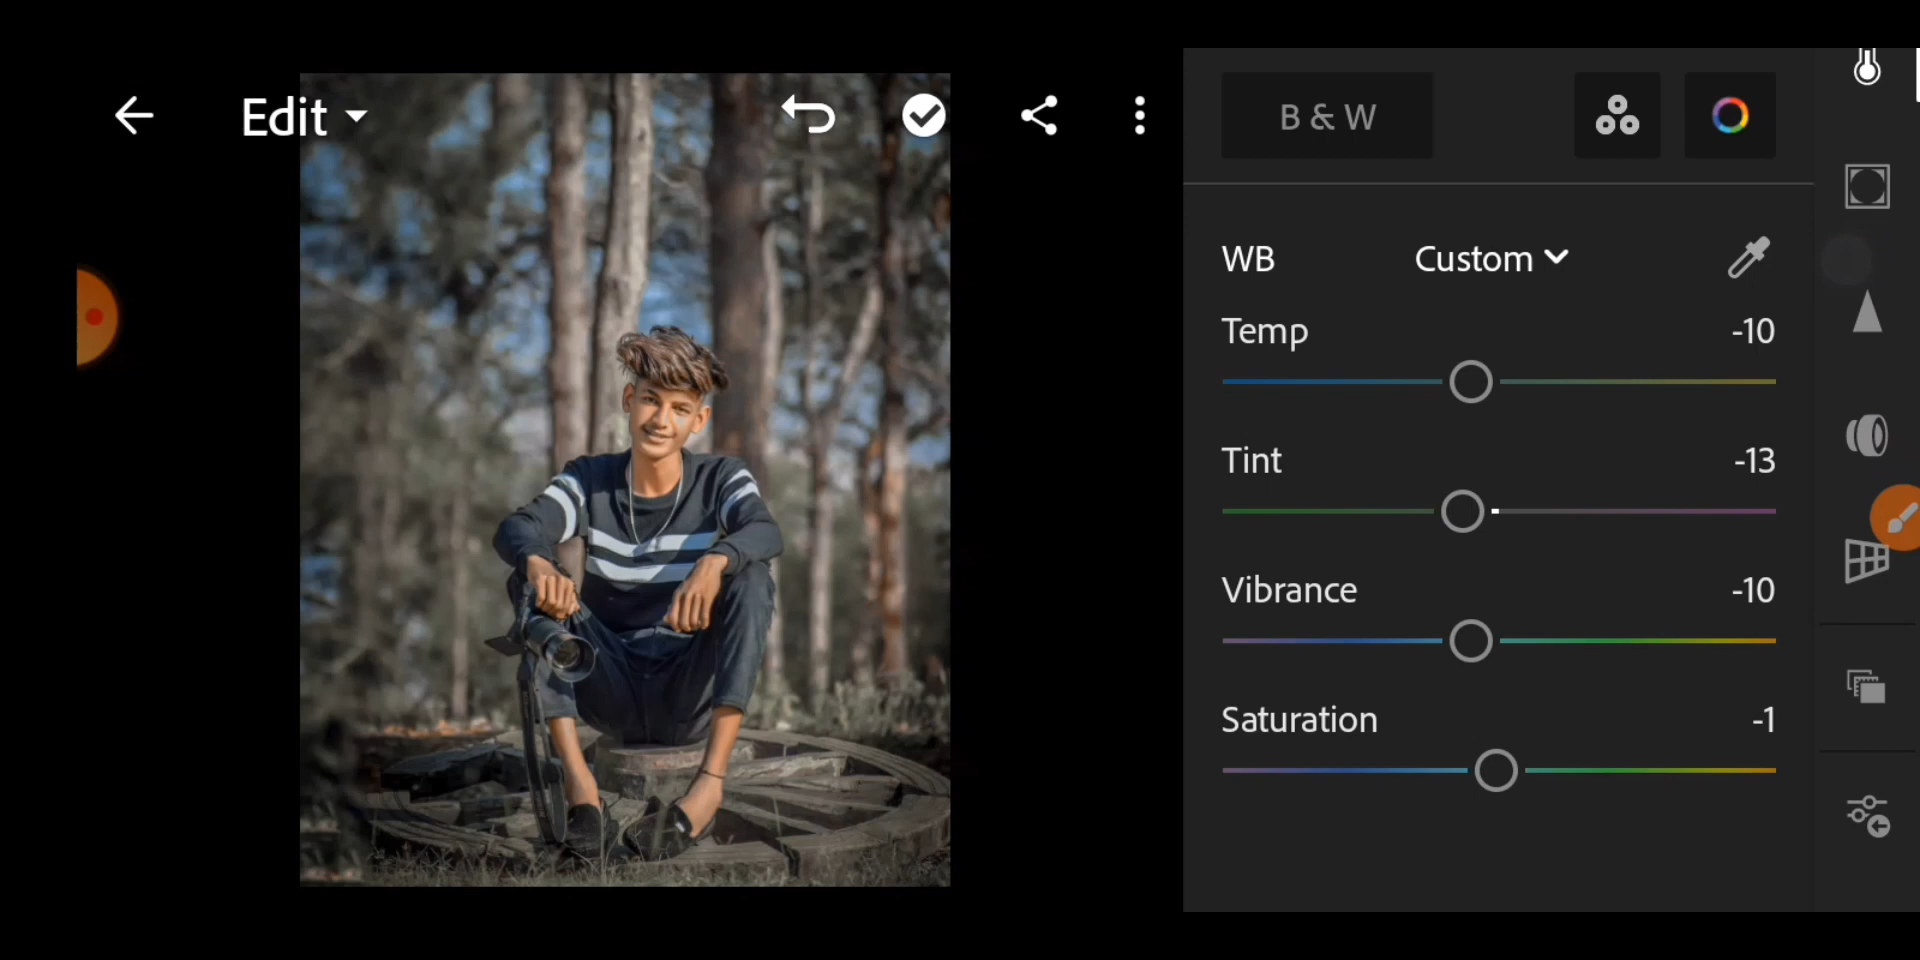 Edit
B & W
WB Custom
Temp -10
Tint -13
Vibrance -10
Saturation -1